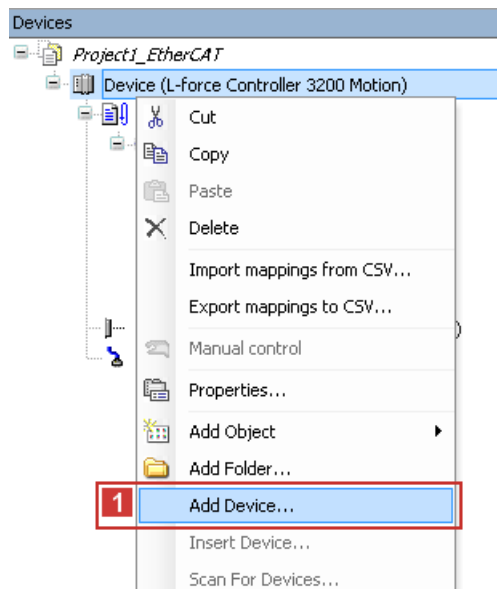 Devices
Project1_EtherCAT
Device (L-force Controller 3200 Motion)
Cut
Copy
Paste
Delete
Import mappings from CSV...
Export mappings to CSV...
)
Manual control
Properties...
Add Object
Add Folder...
1 Add Device...
Insert Device...
Scan For Devices...